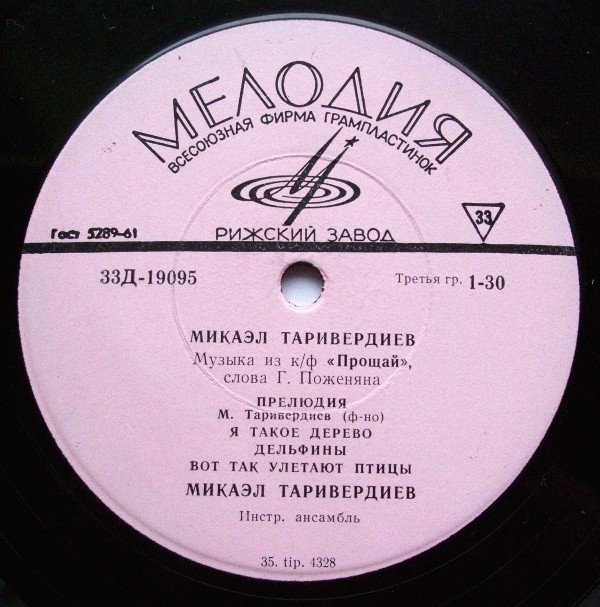 МЕЛОДИЯ
ВСЕСОЮЗНАЯ ФИРМА ГРАМПЛАСТИНОК
33
Гост 5289-61
РИЖСКИЙ ЗАВОД
33Д-19095
Третья гр. 1-30
МИКАЭЛ ТАРИВЕРДИЕВ
Музыка из к/ф «Прощай»,
слова Г. Поженяна
ПРЕЛЮДИЯ
М. Таривердиев (ф-но)
Я ТАКОЕ ДЕРЕВО
ДЕЛЬФИНЫ
ВОТ ТАК УЛЕТАЮТ ПТИЦЫ
МИКАЭЛ ТАРИВЕРДИЕВ
Инстр. ансамбль
35. tip. 4328